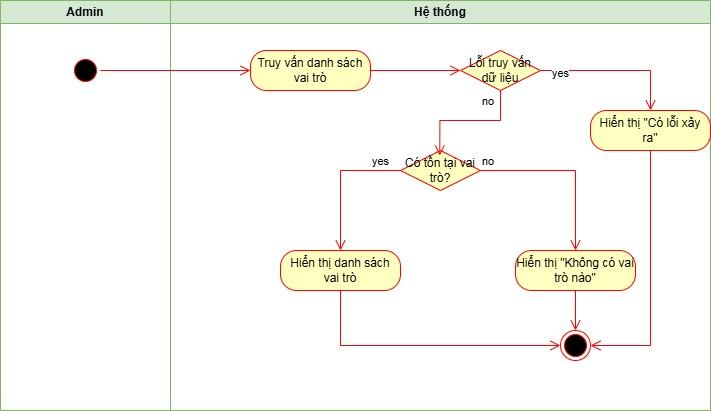 Admin
Hệ thống
Truy vấn danh sách
vai trò
Lỗi truy vấn
dữ liệu
yes
no
Hiển thị "Có lỗi xảy
ra"
yes
Có tồn tại vai
trò?
no
Hiển thị danh sách
vai trò
Hiển thị "Không có vai
trò nào"